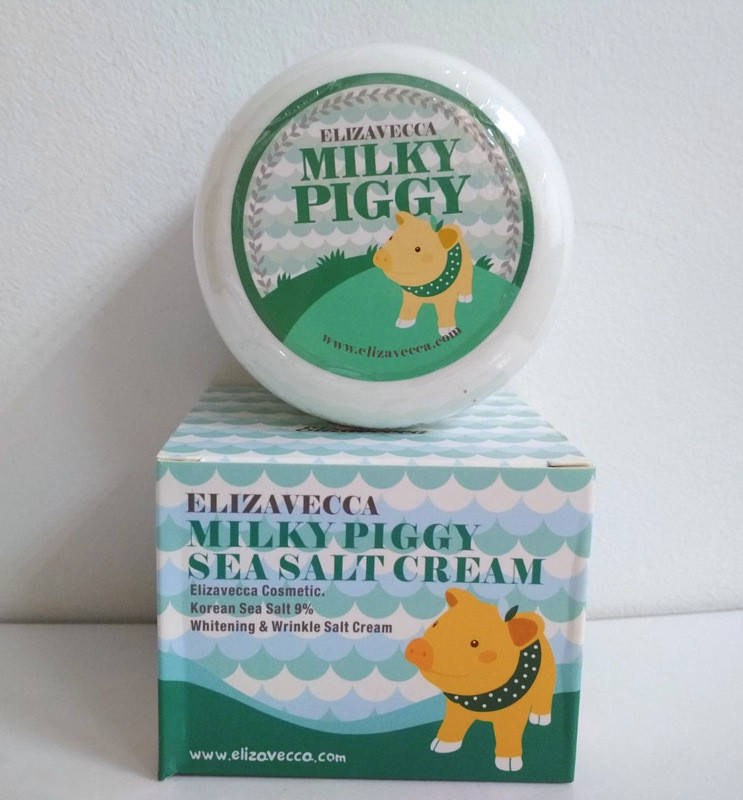 ELIZAVECCA
MILKY
PIGGY
www.elizavecca.com
Elizavecca
ELIZAVECCA
MILKY PIGGY
SEA SALT CREAM
Elizavecca Cosmetic.
Korean Sea Salt 9%
Whitening & Wrinkle Salt Cream
www.elizavecca.com